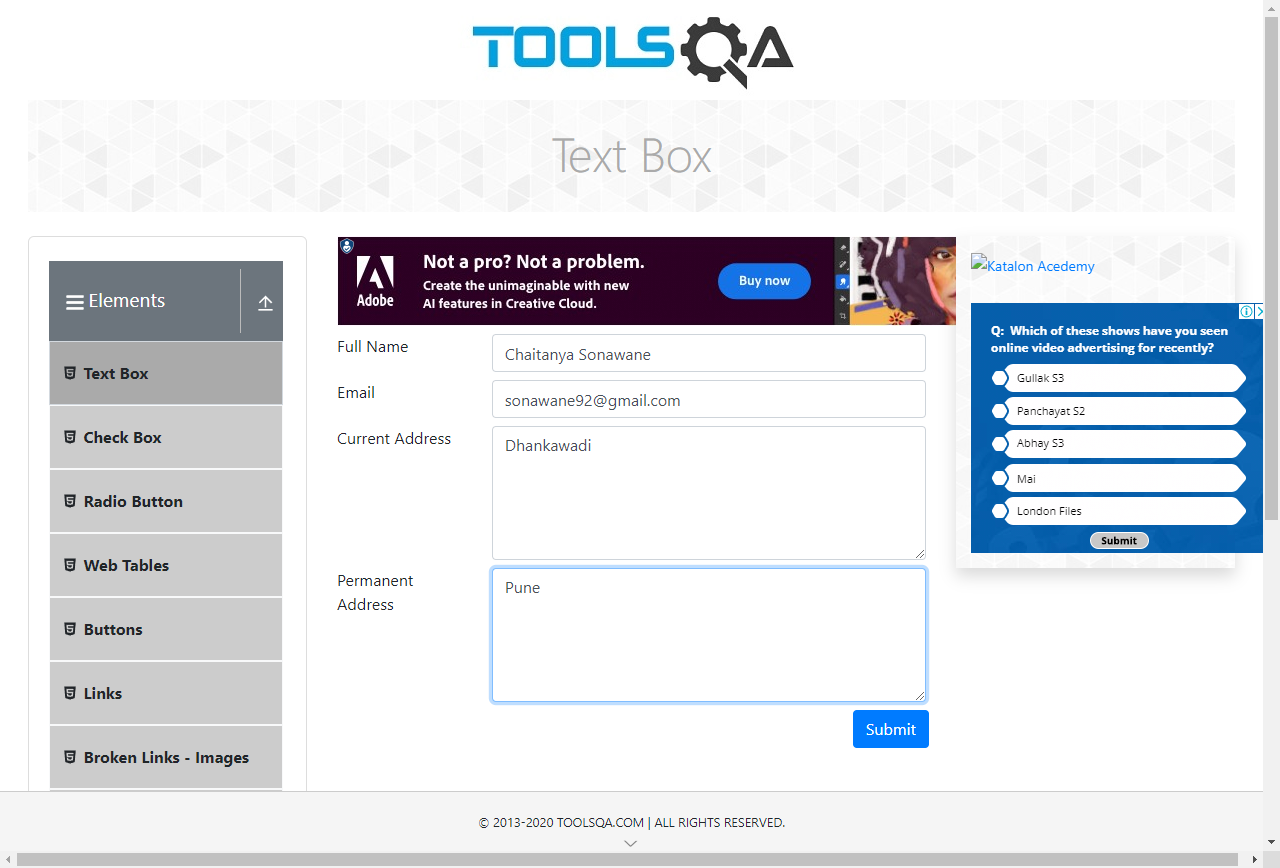 TOOLSQA
Text Box
Elements
Text Box
Check Box
Radio Button
Web Tables
Buttons
Links
Broken Links - Images
Adobe
Not a pro? Not a problem.
Create the unimaginable with new
AI features in Creative Cloud.
Buy now
Full Name
Chaitanya Sonawane
Email
sonawane92@gmail.com
Current Address
Dhankawadi
Permanent
Address
Pune
Submit
Katalon Acedemy
Q: Which of these shows have you seen
online video advertising for recently?
Gullak S3
Panchayat S2
Abhay S3
Mai
London Files
Submit
© 2013-2020 TOOLSQA.COM | ALL RIGHTS RESERVED.